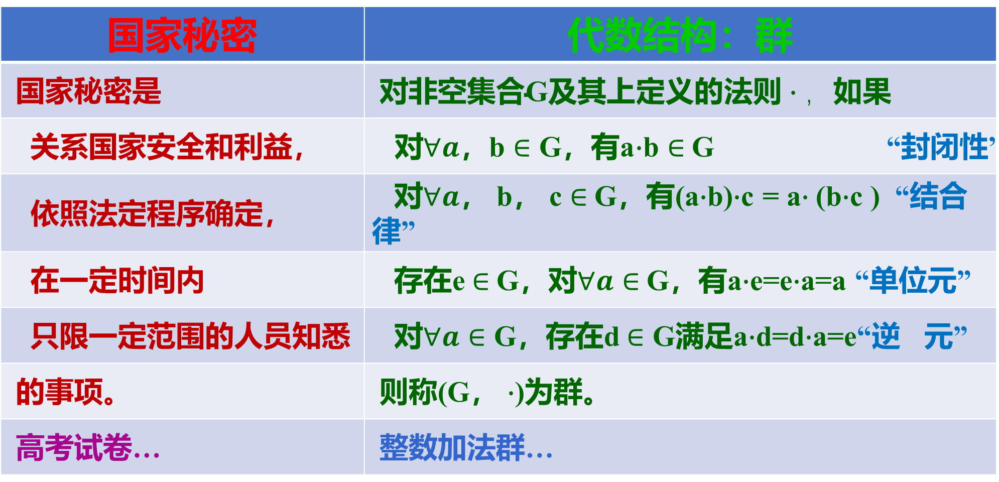 国家秘密
代数结构：群
国家秘密是
对非空集合G及其上定义的法则 · ，如果
关系国家安全和利益，
对∀a，b ∈ G，有a·b ∈ G “封闭性”
依照法定程序确定，
对∀a， b， c ∈ G，有(a·b)·c = a· (b·c ) “结合
律”
在一定时间内
存在e ∈ G，对∀a ∈ G，有a·e=e·a=a “单位元”
只限一定范围的人员知悉
对∀a ∈ G，存在d ∈ G满足a·d=d·a=e“逆 元”
的事项。
则称(G， ·)为群。
高考试卷…
整数加法群…